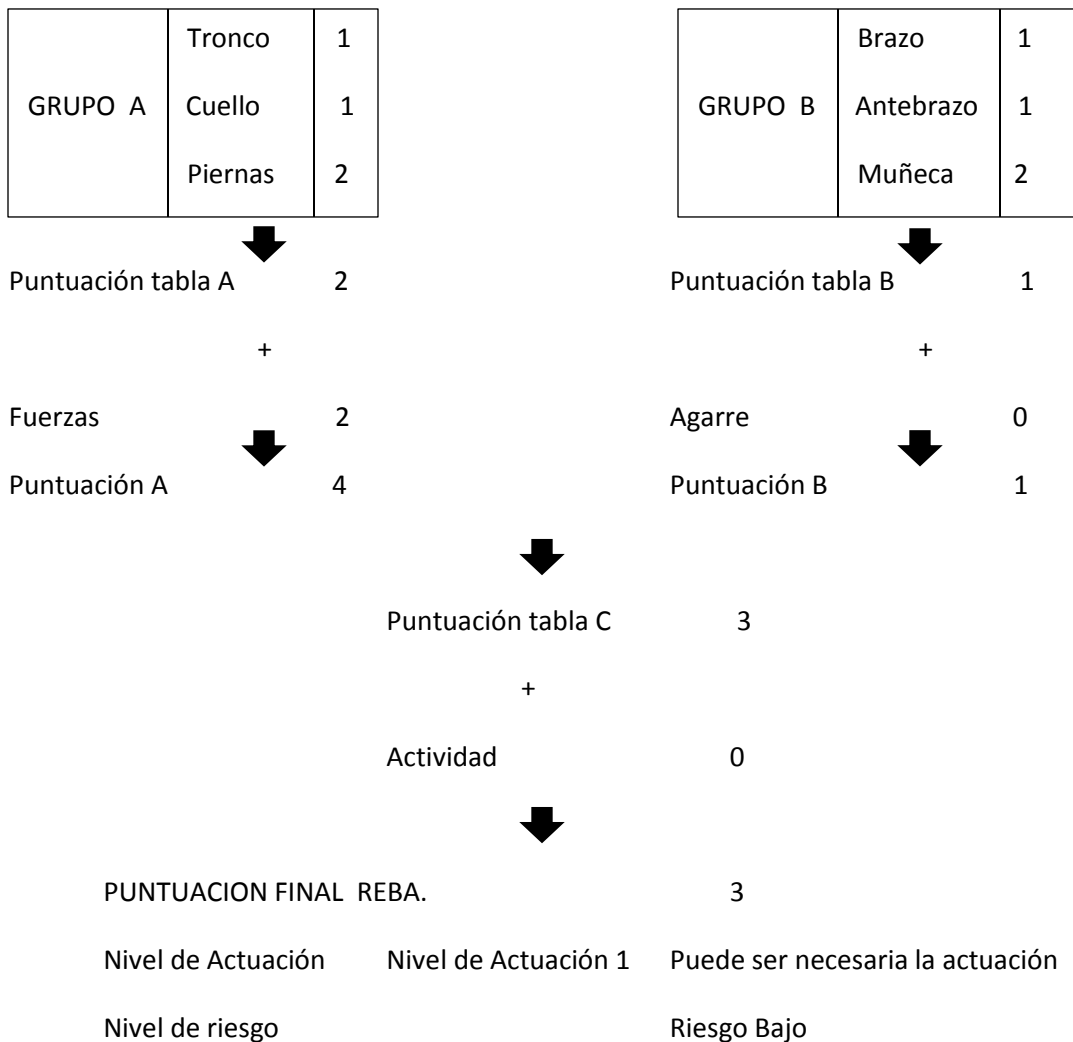 Tronco 1
GRUPO A Cuello 1
Piernas 2
Brazo 1
GRUPO B Antebrazo 1
Muñeca 2
Puntuación tabla A 2
+
Fuerzas 2
Puntuación A 4
Puntuación tabla B 1
+
Agarre 0
Puntuación B 1
Puntuación tabla C 3
+
Actividad 0
PUNTUACION FINAL REBA. 3
Nivel de Actuación Nivel de Actuación 1 Puede ser necesaria la actuación
Nivel de riesgo Riesgo Bajo